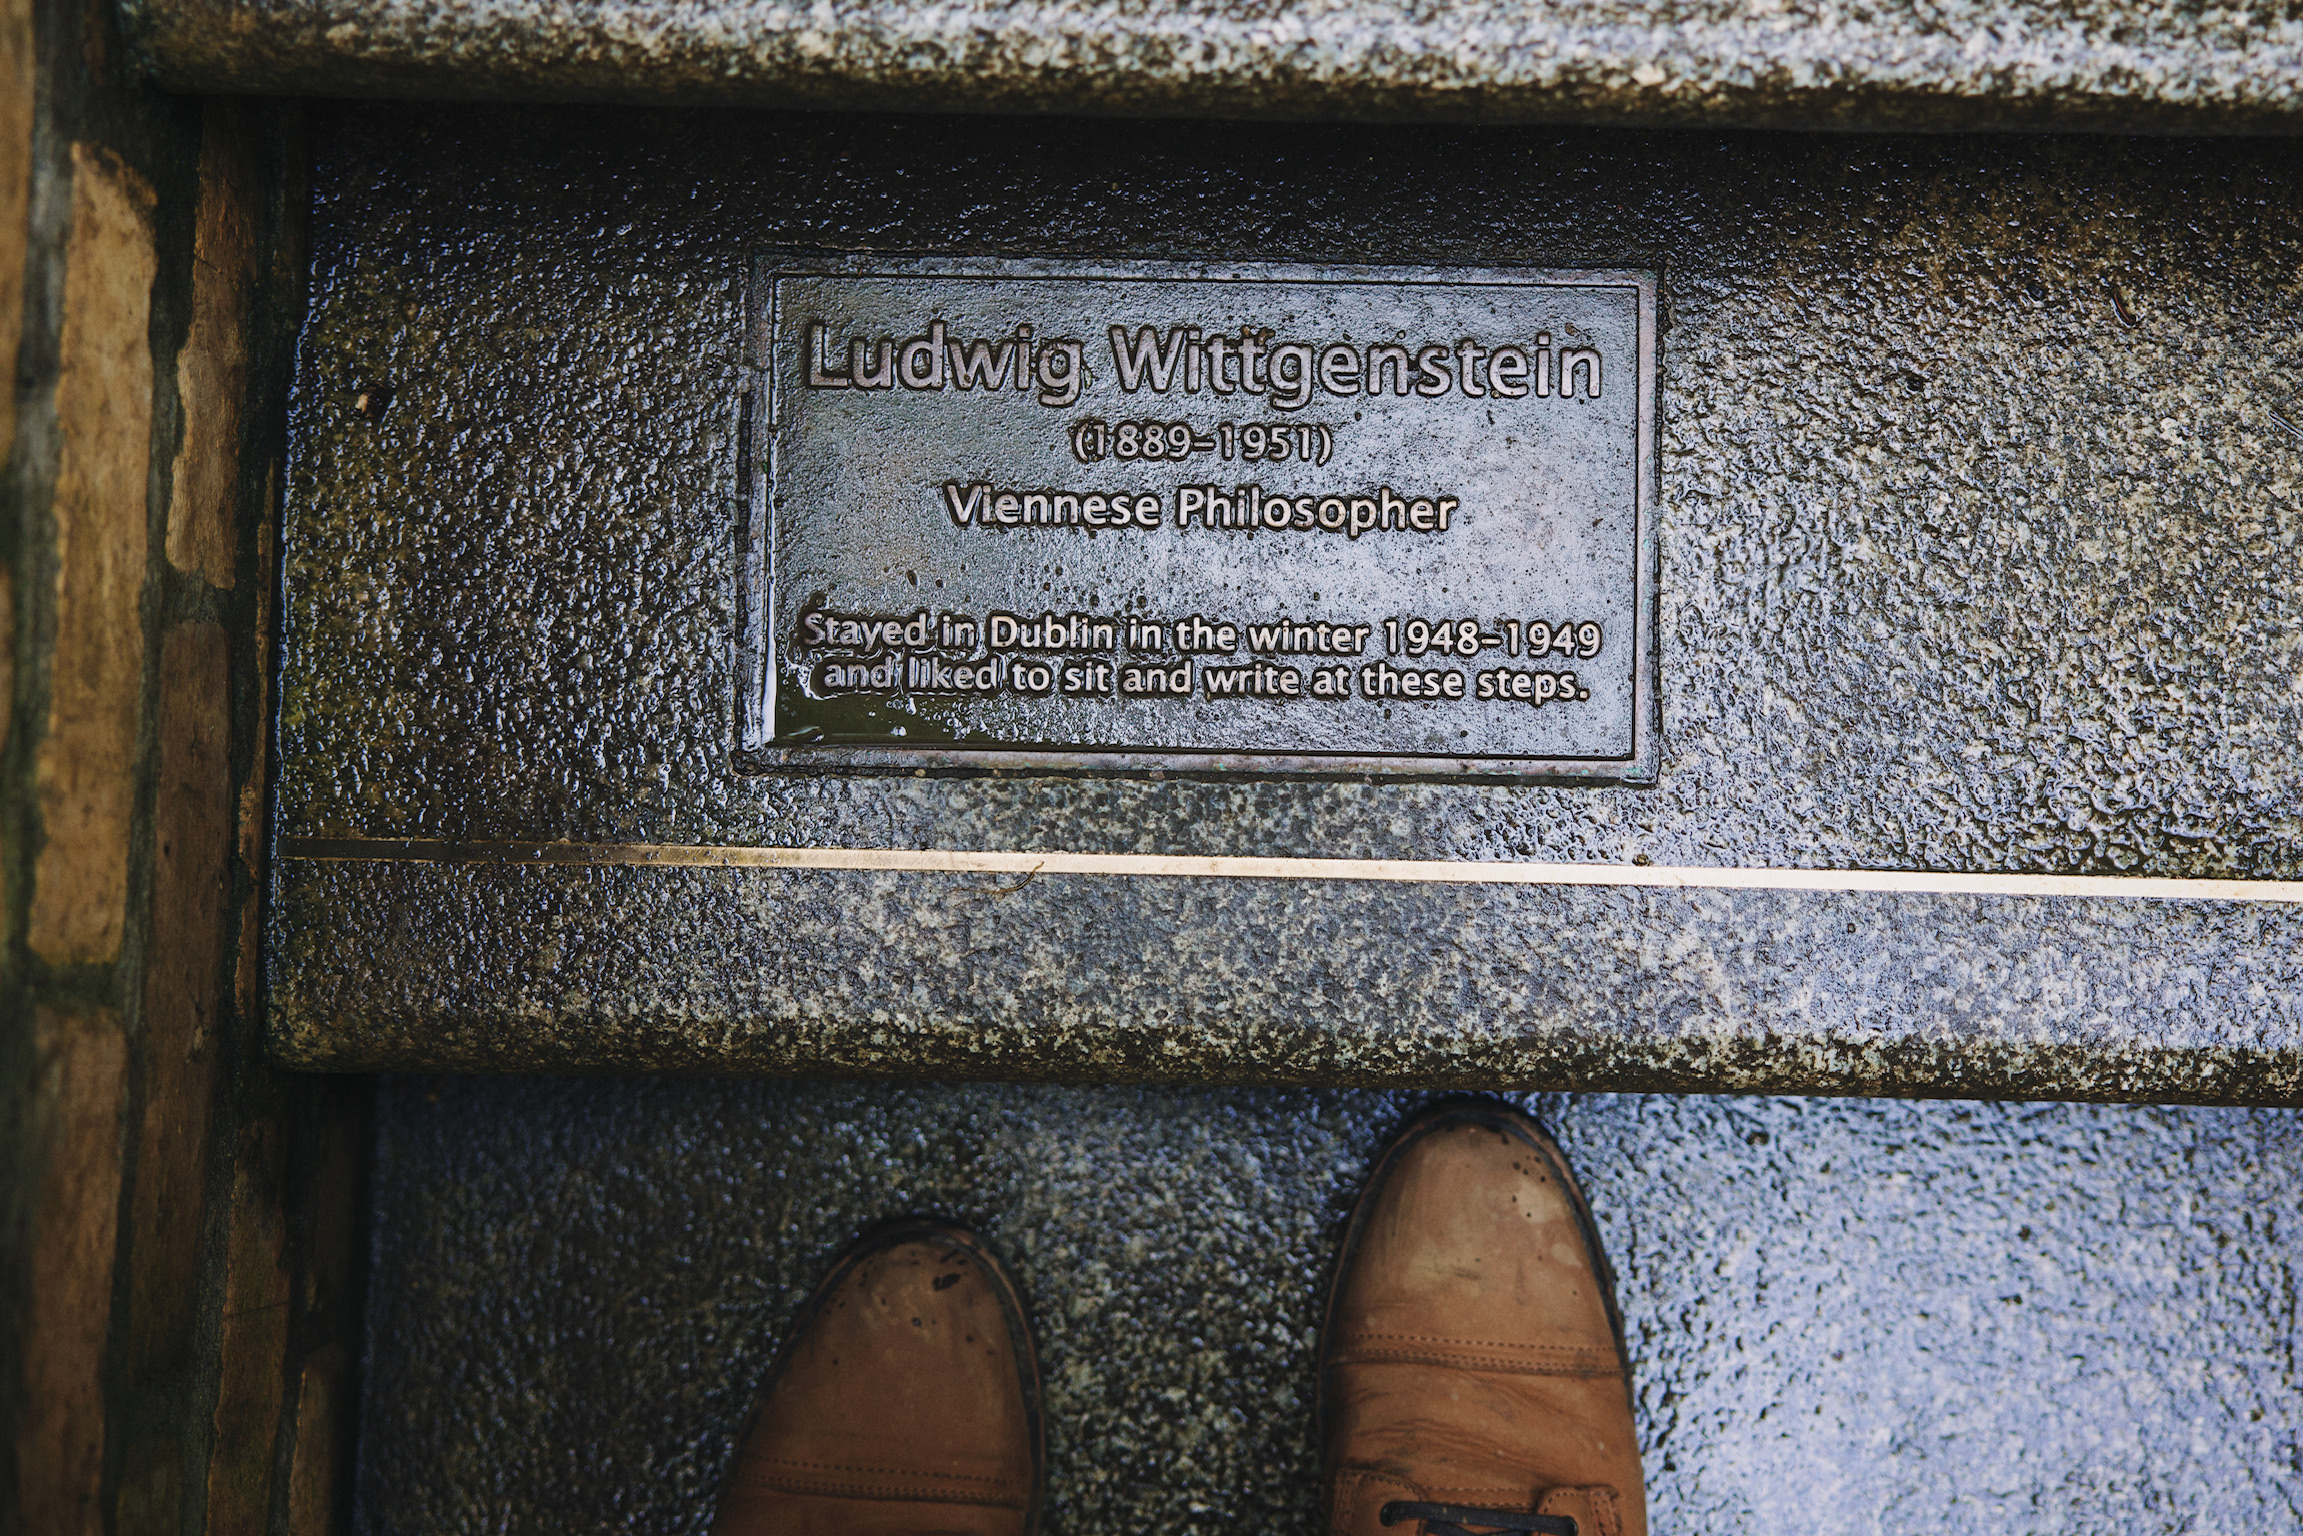 Ludwig Wittgenstein
(1889–1951)
Viennese Philosopher
Stayed in Dublin in the winter 1948–1949
and liked to sit and write at these steps.